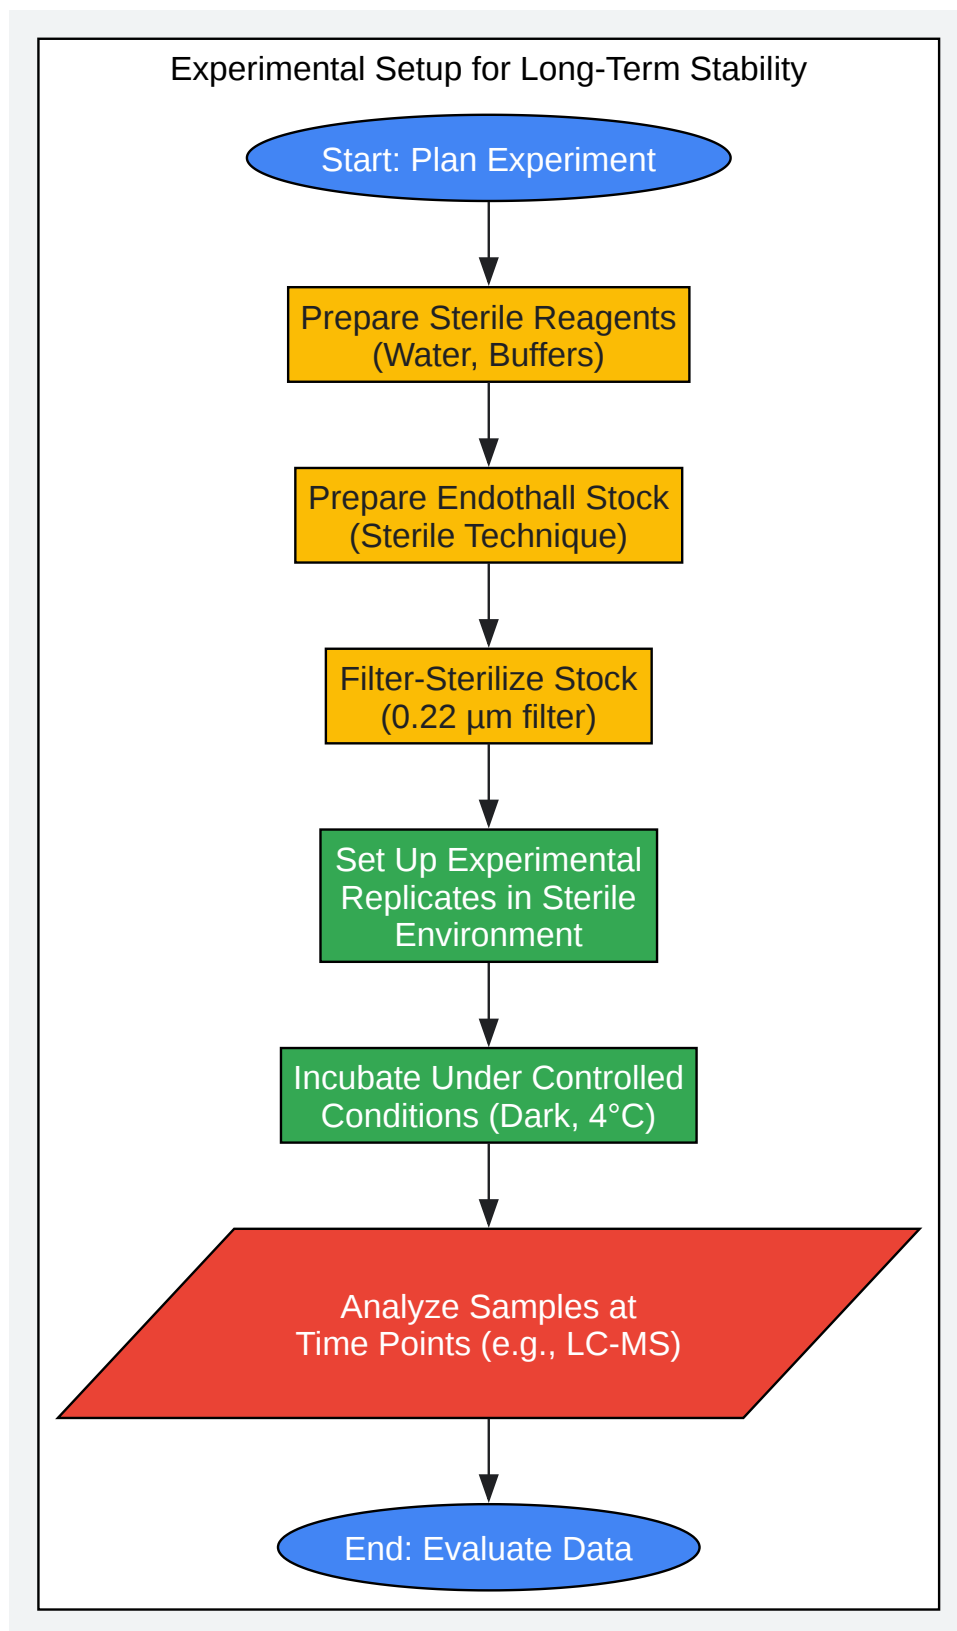 Experimental Setup for Long-Term Stability
Start: Plan Experiment
Prepare Sterile Reagents
(Water, Buffers)
Prepare Endothall Stock
(Sterile Technique)
Filter-Sterilize Stock
(0.22 µm filter)
Set Up Experimental
Replicates in Sterile
Environment
Incubate Under Controlled
Conditions (Dark, 4°C)
Analyze Samples at
Time Points (e.g., LC-MS)
End: Evaluate Data